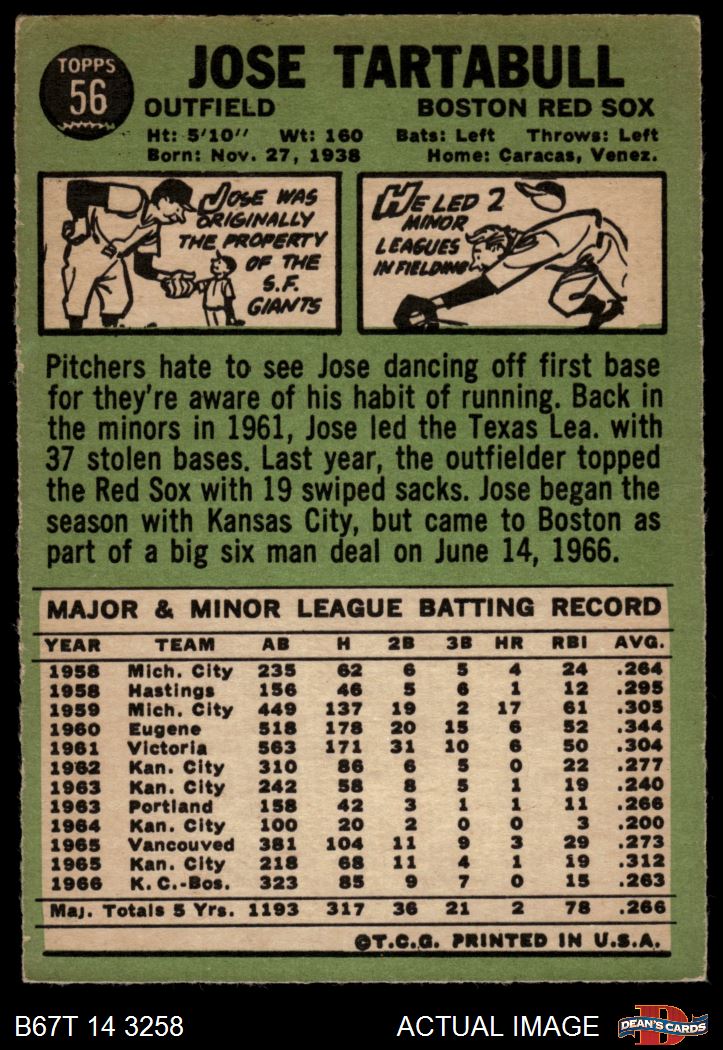 TOPPS
56
JOSE TARTABULL
OUTFIELD BOSTON RED SOX
Ht: 5'10'' Wt: 160 Bats: Left Throws: Left
Born: Nov. 27, 1938 Home: Caracas, Venez.
JOSE WAS
ORIGINALLY
THE PROPERTY
OF THE
S.F.
GIANTS
HE LED 2
MINOR
LEAGUES
IN FIELDING
Pitchers hate to see Jose dancing off first base
for they're aware of his habit of running. Back in
the minors in 1961, Jose led the Texas Lea. with
37 stolen bases. Last year, the outfielder topped
the Red Sox with 19 swiped sacks. Jose began the
season with Kansas City, but came to Boston as
part of a big six man deal on June 14, 1966.
MAJOR & MINOR LEAGUE BATTING RECORD
YEAR TEAM AB H 2B 3B HR RBI AVG.
1958 Mich. City 235 62 6 5 4 24 .264
1958 Hastings 156 46 5 6 1 12 .295
1959 Mich. City 449 137 19 2 17 61 .305
1960 Eugene 518 178 20 15 6 52 .344
1961 Victoria 563 171 31 10 6 50 .304
1962 Kan. City 310 86 6 5 0 22 .277
1963 Kan. City 242 58 8 5 1 19 .240
1963 Portland 158 42 3 1 1 11 .266
1964 Kan. City 100 20 2 0 0 3 .200
1965 Vancouved 381 104 11 9 3 29 .273
1965 Kan. City 218 68 11 4 1 19 .312
1966 K. C.-Bos. 323 85 9 7 0 15 .263
Maj. Totals 5 Yrs. 1193 317 36 21 2 78 .266
©T.C.G. PRINTED IN U.S.A.
B67T 14 3258 ACTUAL IMAGE
D
DEAN'S CARDS